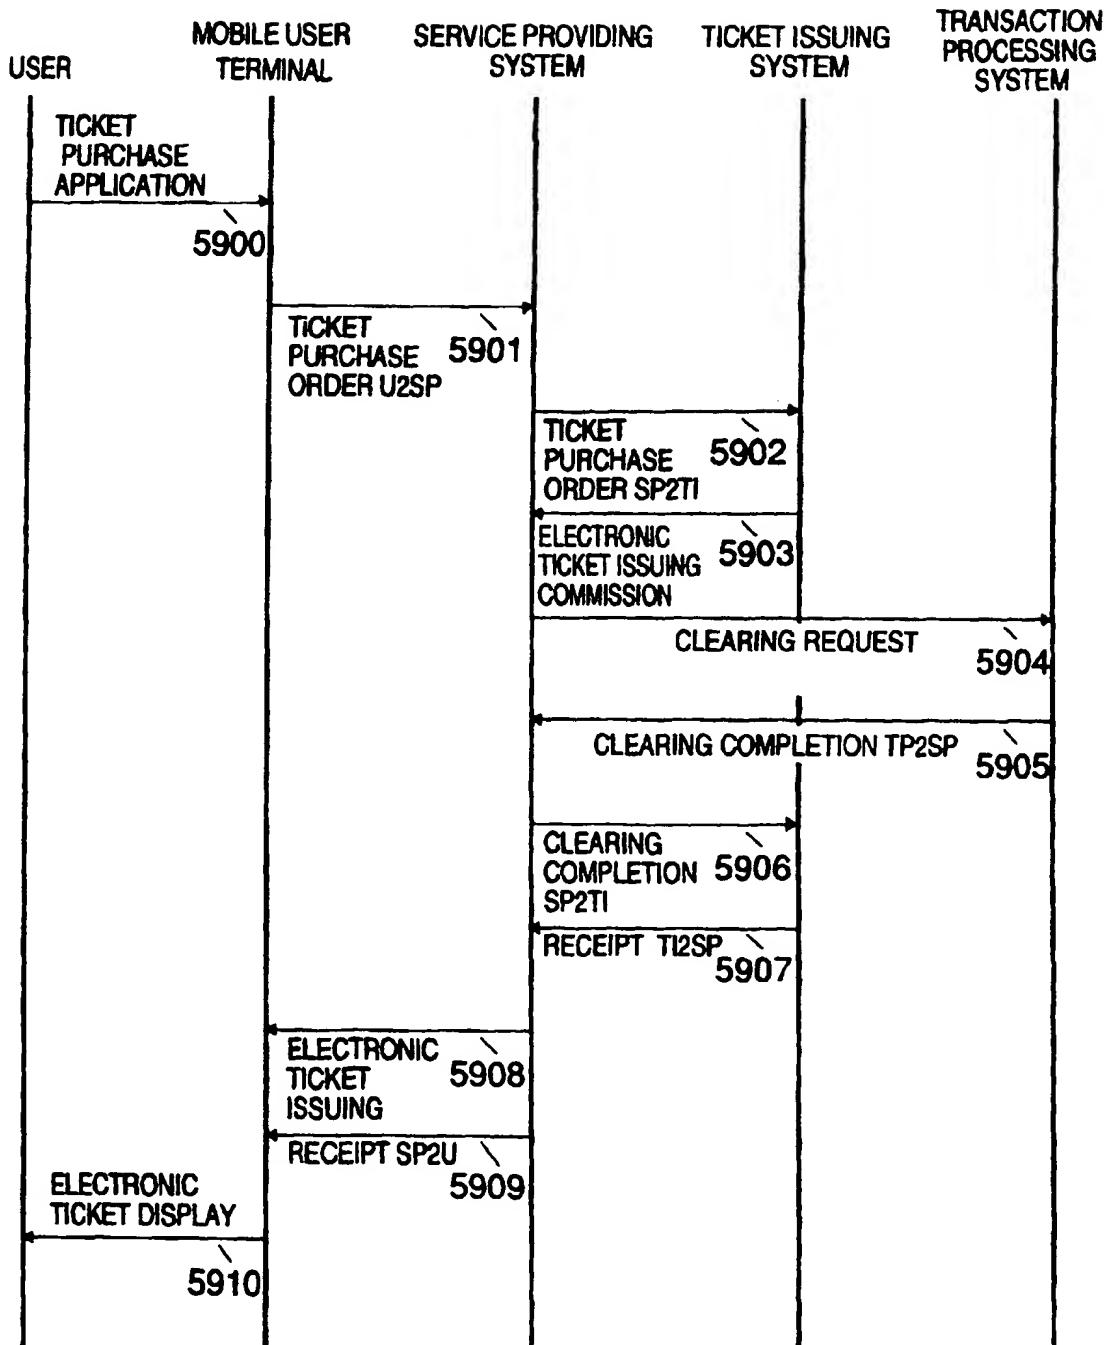 USER
MOBILE USER
TERMINAL
SERVICE PROVIDING
SYSTEM
TICKET ISSUING
SYSTEM
TRANSACTION
PROCESSING
SYSTEM
TICKET
PURCHASE
APPLICATION
5900
TICKET
PURCHASE
ORDER U2SP
5901
TICKET
PURCHASE
ORDER SP2TI
5902
ELECTRONIC
TICKET ISSUING
COMMISSION
5903
CLEARING REQUEST
5904
CLEARING COMPLETION TP2SP
5905
CLEARING
COMPLETION
SP2TI
5906
RECEIPT TI2SP
5907
ELECTRONIC
TICKET
ISSUING
5908
RECEIPT SP2U
5909
ELECTRONIC
TICKET DISPLAY
5910